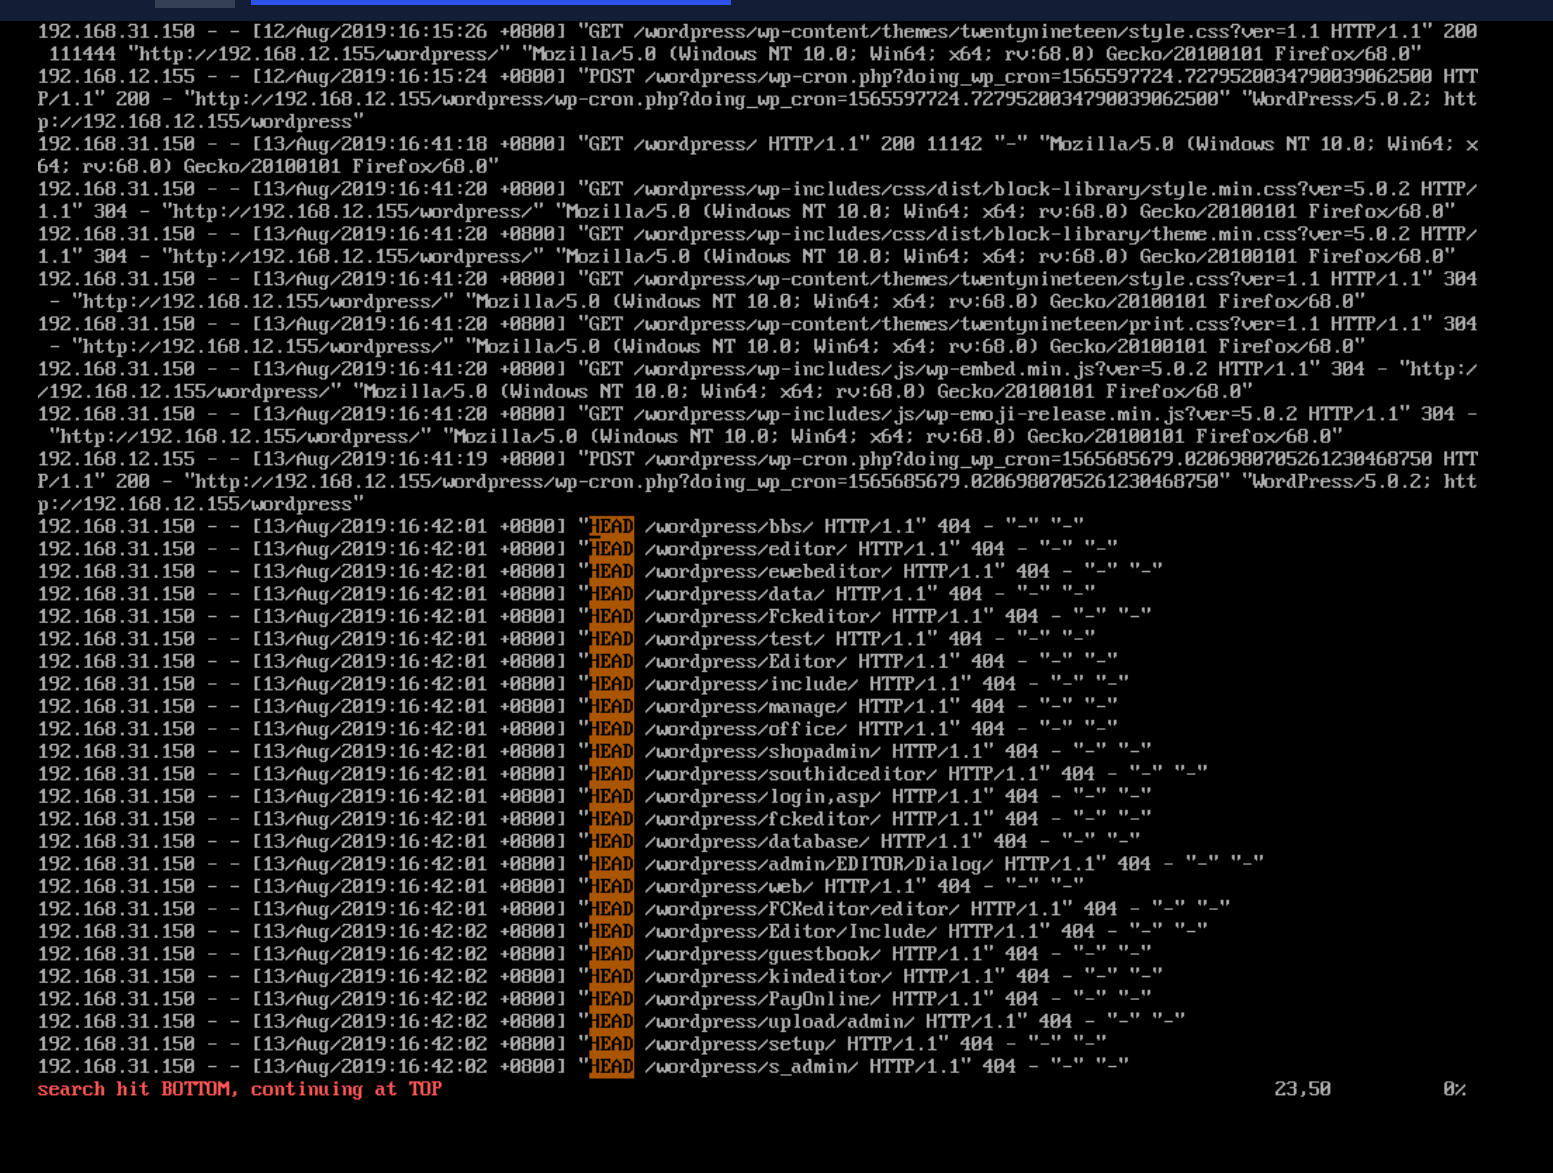 192.168.31.150 - - [12/Aug/2019:16:15:26 +0800] "GET /wordpress/wp-content/themes/twentynineteen/style.css?ver=1.1 HTTP/1.1" 200
 111444 "http://192.168.12.155/wordpress/" "Mozilla/5.0 (Windows NT 10.0; Win64; x64; rv:68.0) Gecko/20100101 Firefox/68.0"
192.168.12.155 - - [12/Aug/2019:16:15:24 +0800] "POST /wordpress/wp-cron.php?doing_wp_cron=1565597724.7279520034790039062500 HTT
P/1.1" 200 - "http://192.168.12.155/wordpress/wp-cron.php?doing_wp_cron=1565597724.7279520034790039062500" "WordPress/5.0.2; htt
p://192.168.12.155/wordpress"
192.168.31.150 - - [13/Aug/2019:16:41:18 +0800] "GET /wordpress/ HTTP/1.1" 200 11142 "-" "Mozilla/5.0 (Windows NT 10.0; Win64; x
64; rv:68.0) Gecko/20100101 Firefox/68.0"
192.168.31.150 - - [13/Aug/2019:16:41:20 +0800] "GET /wordpress/wp-includes/css/dist/block-library/style.min.css?ver=5.0.2 HTTP/
1.1" 304 - "http://192.168.12.155/wordpress/" "Mozilla/5.0 (Windows NT 10.0; Win64; x64; rv:68.0) Gecko/20100101 Firefox/68.0"
192.168.31.150 - - [13/Aug/2019:16:41:20 +0800] "GET /wordpress/wp-includes/css/dist/block-library/theme.min.css?ver=5.0.2 HTTP/
1.1" 304 - "http://192.168.12.155/wordpress/" "Mozilla/5.0 (Windows NT 10.0; Win64; x64; rv:68.0) Gecko/20100101 Firefox/68.0"
192.168.31.150 - - [13/Aug/2019:16:41:20 +0800] "GET /wordpress/wp-content/themes/twentynineteen/style.css?ver=1.1 HTTP/1.1" 304
 - "http://192.168.12.155/wordpress/" "Mozilla/5.0 (Windows NT 10.0; Win64; x64; rv:68.0) Gecko/20100101 Firefox/68.0"
192.168.31.150 - - [13/Aug/2019:16:41:20 +0800] "GET /wordpress/wp-content/themes/twentynineteen/print.css?ver=1.1 HTTP/1.1" 304
 - "http://192.168.12.155/wordpress/" "Mozilla/5.0 (Windows NT 10.0; Win64; x64; rv:68.0) Gecko/20100101 Firefox/68.0"
192.168.31.150 - - [13/Aug/2019:16:41:20 +0800] "GET /wordpress/wp-includes/js/wp-embed.min.js?ver=5.0.2 HTTP/1.1" 304 - "http:/
/192.168.12.155/wordpress/" "Mozilla/5.0 (Windows NT 10.0; Win64; x64; rv:68.0) Gecko/20100101 Firefox/68.0"
192.168.31.150 - - [13/Aug/2019:16:41:20 +0800] "GET /wordpress/wp-includes/js/wp-emoji-release.min.js?ver=5.0.2 HTTP/1.1" 304 -
 "http://192.168.12.155/wordpress/" "Mozilla/5.0 (Windows NT 10.0; Win64; x64; rv:68.0) Gecko/20100101 Firefox/68.0"
192.168.12.155 - - [13/Aug/2019:16:41:19 +0800] "POST /wordpress/wp-cron.php?doing_wp_cron=1565685679.0206980705261230468750 HTT
P/1.1" 200 - "http://192.168.12.155/wordpress/wp-cron.php?doing_wp_cron=1565685679.0206980705261230468750" "WordPress/5.0.2; htt
p://192.168.12.155/wordpress"
192.168.31.150 - - [13/Aug/2019:16:42:01 +0800] "HEAD /wordpress/bbs/ HTTP/1.1" 404 - "-" "-"
192.168.31.150 - - [13/Aug/2019:16:42:01 +0800] "HEAD /wordpress/editor/ HTTP/1.1" 404 - "-" "-"
192.168.31.150 - - [13/Aug/2019:16:42:01 +0800] "HEAD /wordpress/ewebeditor/ HTTP/1.1" 404 - "-" "-"
192.168.31.150 - - [13/Aug/2019:16:42:01 +0800] "HEAD /wordpress/data/ HTTP/1.1" 404 - "-" "-"
192.168.31.150 - - [13/Aug/2019:16:42:01 +0800] "HEAD /wordpress/Fckeditor/ HTTP/1.1" 404 - "-" "-"
192.168.31.150 - - [13/Aug/2019:16:42:01 +0800] "HEAD /wordpress/test/ HTTP/1.1" 404 - "-" "-"
192.168.31.150 - - [13/Aug/2019:16:42:01 +0800] "HEAD /wordpress/Editor/ HTTP/1.1" 404 - "-" "-"
192.168.31.150 - - [13/Aug/2019:16:42:01 +0800] "HEAD /wordpress/include/ HTTP/1.1" 404 - "-" "-"
192.168.31.150 - - [13/Aug/2019:16:42:01 +0800] "HEAD /wordpress/manage/ HTTP/1.1" 404 - "-" "-"
192.168.31.150 - - [13/Aug/2019:16:42:01 +0800] "HEAD /wordpress/office/ HTTP/1.1" 404 - "-" "-"
192.168.31.150 - - [13/Aug/2019:16:42:01 +0800] "HEAD /wordpress/shopadmin/ HTTP/1.1" 404 - "-" "-"
192.168.31.150 - - [13/Aug/2019:16:42:01 +0800] "HEAD /wordpress/southidceditor/ HTTP/1.1" 404 - "-" "-"
192.168.31.150 - - [13/Aug/2019:16:42:01 +0800] "HEAD /wordpress/login,asp/ HTTP/1.1" 404 - "-" "-"
192.168.31.150 - - [13/Aug/2019:16:42:01 +0800] "HEAD /wordpress/fckeditor/ HTTP/1.1" 404 - "-" "-"
192.168.31.150 - - [13/Aug/2019:16:42:01 +0800] "HEAD /wordpress/database/ HTTP/1.1" 404 - "-" "-"
192.168.31.150 - - [13/Aug/2019:16:42:01 +0800] "HEAD /wordpress/admin/EDITOR/Dialog/ HTTP/1.1" 404 - "-" "-"
192.168.31.150 - - [13/Aug/2019:16:42:01 +0800] "HEAD /wordpress/web/ HTTP/1.1" 404 - "-" "-"
192.168.31.150 - - [13/Aug/2019:16:42:01 +0800] "HEAD /wordpress/FCKeditor/editor/ HTTP/1.1" 404 - "-" "-"
192.168.31.150 - - [13/Aug/2019:16:42:02 +0800] "HEAD /wordpress/Editor/Include/ HTTP/1.1" 404 - "-" "-"
192.168.31.150 - - [13/Aug/2019:16:42:02 +0800] "HEAD /wordpress/guestbook/ HTTP/1.1" 404 - "-" "-"
192.168.31.150 - - [13/Aug/2019:16:42:02 +0800] "HEAD /wordpress/kindeditor/ HTTP/1.1" 404 - "-" "-"
192.168.31.150 - - [13/Aug/2019:16:42:02 +0800] "HEAD /wordpress/PayOnline/ HTTP/1.1" 404 - "-" "-"
192.168.31.150 - - [13/Aug/2019:16:42:02 +0800] "HEAD /wordpress/upload/admin/ HTTP/1.1" 404 - "-" "-"
192.168.31.150 - - [13/Aug/2019:16:42:02 +0800] "HEAD /wordpress/setup/ HTTP/1.1" 404 - "-" "-"
192.168.31.150 - - [13/Aug/2019:16:42:02 +0800] "HEAD /wordpress/s_admin/ HTTP/1.1" 404 - "-" "-"
search hit BOTTOM, continuing at TOP 23,50 0%